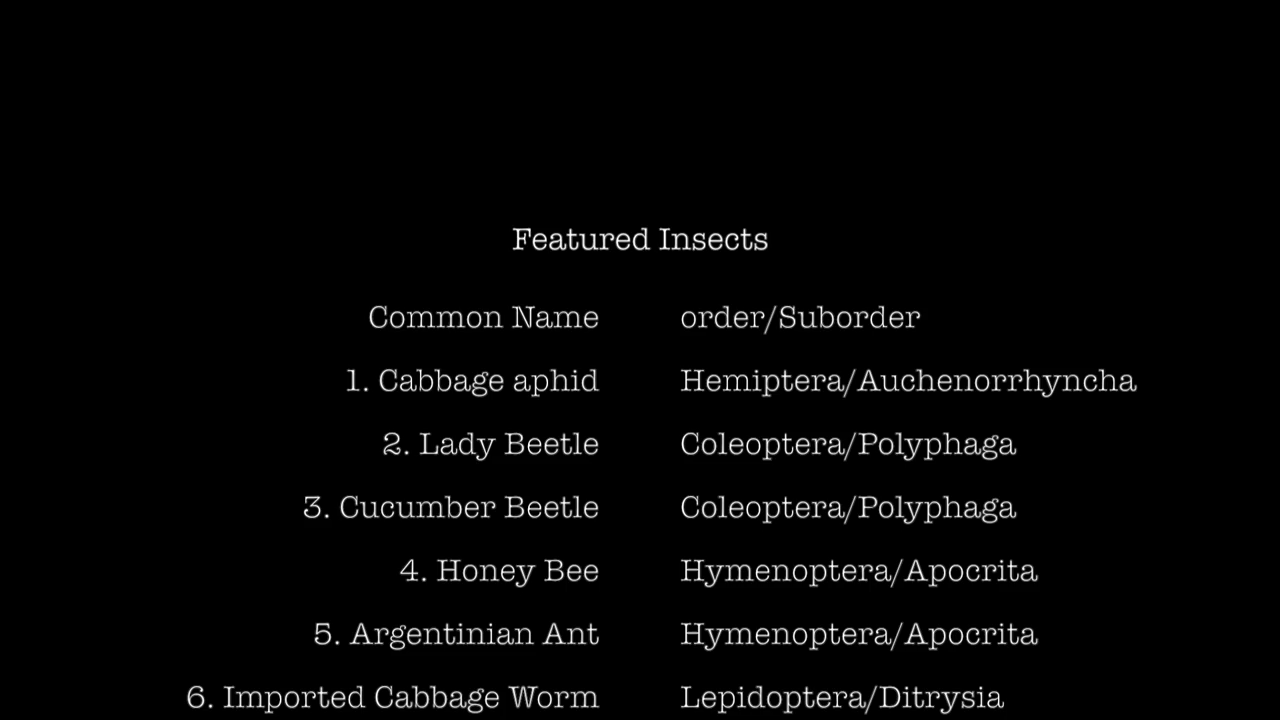 Featured Insects
Common Name order/Suborder
1. Cabbage aphid Hemiptera/Auchenorrhyncha
2. Lady Beetle Coleoptera/Polyphaga
3. Cucumber Beetle Coleoptera/Polyphaga
4. Honey Bee Hymenoptera/Apocrita
5. Argentinian Ant Hymenoptera/Apocrita
6. Imported Cabbage Worm Lepidoptera/Ditrysia